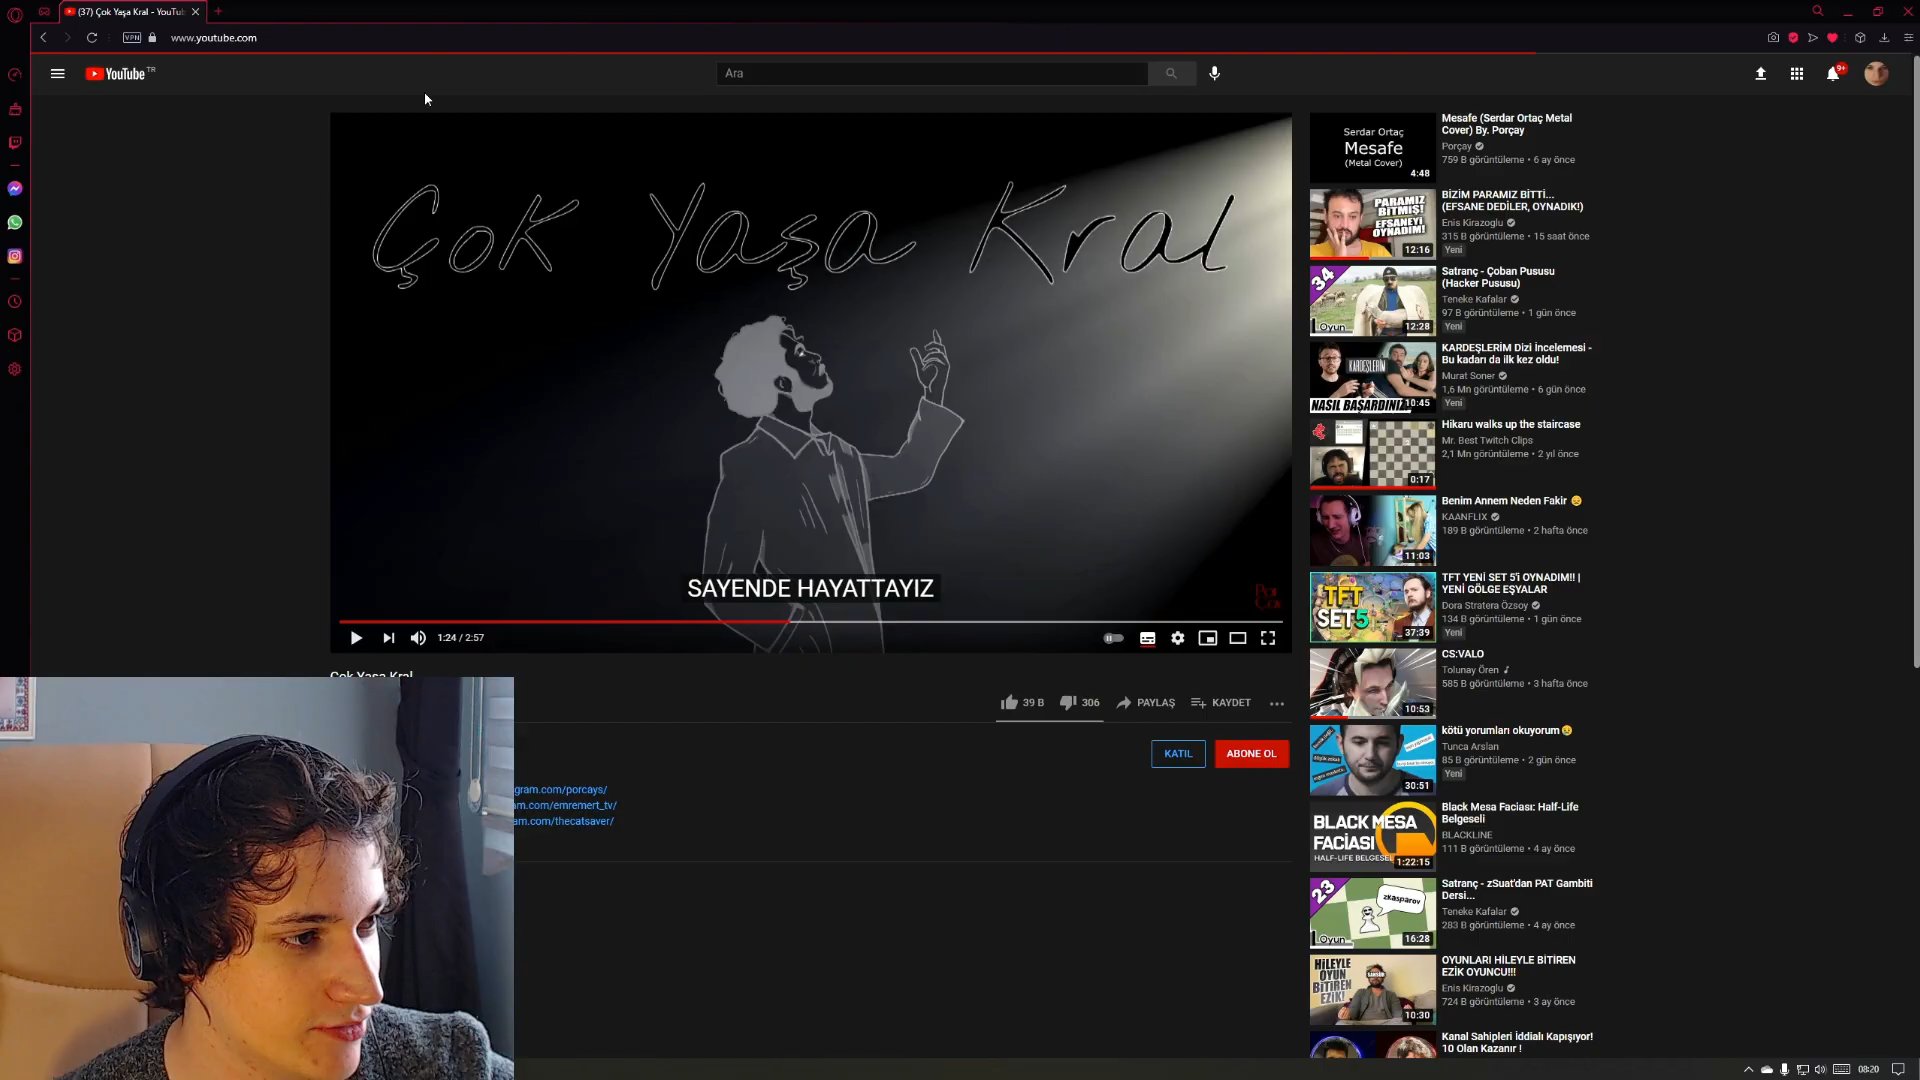 (37) Çok Yaşa Kral - YouTub
VPN
www.youtube.com
YouTube TR
Ara
9+
Çok Yaşa Kral
SAYENDE HAYATTAYIZ
1:24 / 2:57
Çok Yaşa Kral
39 B
306
PAYLAŞ
KAYDET
KATIL
ABONE OL
gram.com/porcays/
am.com/emremert_tv/
am.com/thecatsaver/
Serdar Ortaç
Mesafe
(Metal Cover)
4:48
Mesafe (Serdar Ortaç Metal
Cover) By. Porçay
Porçay
759 B görüntüleme • 6 ay önce
PARAMIZ
BİTMİŞ!
EFSANEYİ
OYNADIM!
12:16
BİZİM PARAMIZ BİTTİ...
(EFSANE DEDİLER, OYNADIK!)
Enis Kirazoglu
315 B görüntüleme • 15 saat önce
Yeni
34
1 Oyun
12:28
Satranç - Çoban Pususu
(Hacker Pususu)
Teneke Kafalar
97 B görüntüleme • 1 gün önce
Yeni
KARDEŞLERİM
NASIL BAŞARDINIZ
10:45
KARDEŞLERİM Dizi İncelemesi -
Bu kadarı da ilk kez oldu!
Murat Soner
1,6 Mn görüntüleme • 6 gün önce
Yeni
0:17
Hikaru walks up the staircase
Mr. Best Twitch Clips
2,1 Mn görüntüleme • 2 yıl önce
11:03
Benim Annem Neden Fakir 😞
KAANFLIX
189 B görüntüleme • 2 hafta önce
TFT
SET5
37:39
TFT YENİ SET 5'İ OYNADIM!! |
YENİ GÖLGE EŞYALAR
Dora Stratera Özsoy
134 B görüntüleme • 1 gün önce
Yeni
10:53
CS:VALO
Tolunay Ören
585 B görüntüleme • 3 hafta önce
30:51
kötü yorumları okuyorum 😢
Tunca Arslan
85 B görüntüleme • 2 gün önce
Yeni
BLACK MESA
FACİASI
HALF-LIFE BELGESEL
1:22:15
Black Mesa Faciası: Half-Life
Belgeseli
BLACKLINE
111 B görüntüleme • 4 ay önce
23
zKasparov
1 Oyun
16:28
Satranç - zSuat'dan PAT Gambiti
Dersi...
Teneke Kafalar
283 B görüntüleme • 4 ay önce
HİLEYLE
OYUN
BİTİREN
EZİK!
10:30
OYUNLARI HİLEYLE BİTİREN
EZİK OYUNCU!!!
Enis Kirazoglu
724 B görüntüleme • 3 ay önce
Kanal Sahipleri İddialı Kapışıyor!
10 Olan Kazanır !
08:20